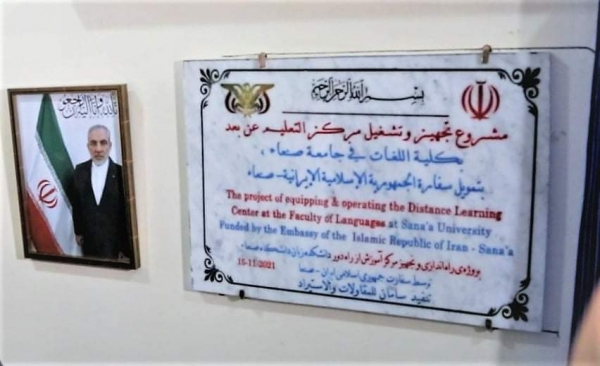 إنا لله وإنا إليه راجعون
بسم الله الرحمن الرحيم
مشروع تجهيز وتشغيل مركز التعليم عن بعد
كلية اللغات في جامعة صنعاء ،
بتمويل سفارة الجمهورية الإسلامية الإيرانية - صنعاء
The project of equipping & operating the Distance Learning
Center at the Faculty of Languages at Sana'a University
Funded by the Embassy of the Islamic Republic of Iran - Sana'a
پروژه‌ی راه اندازی و تجهیز مرکز آموزش از راه دور دانشکده زبان دانشگاه صنعاء
15-11-2021
توسط سفارت جمهوری اسلامی ایران - صنعا
تنفيذ سامان للمقاولات والاستيراد